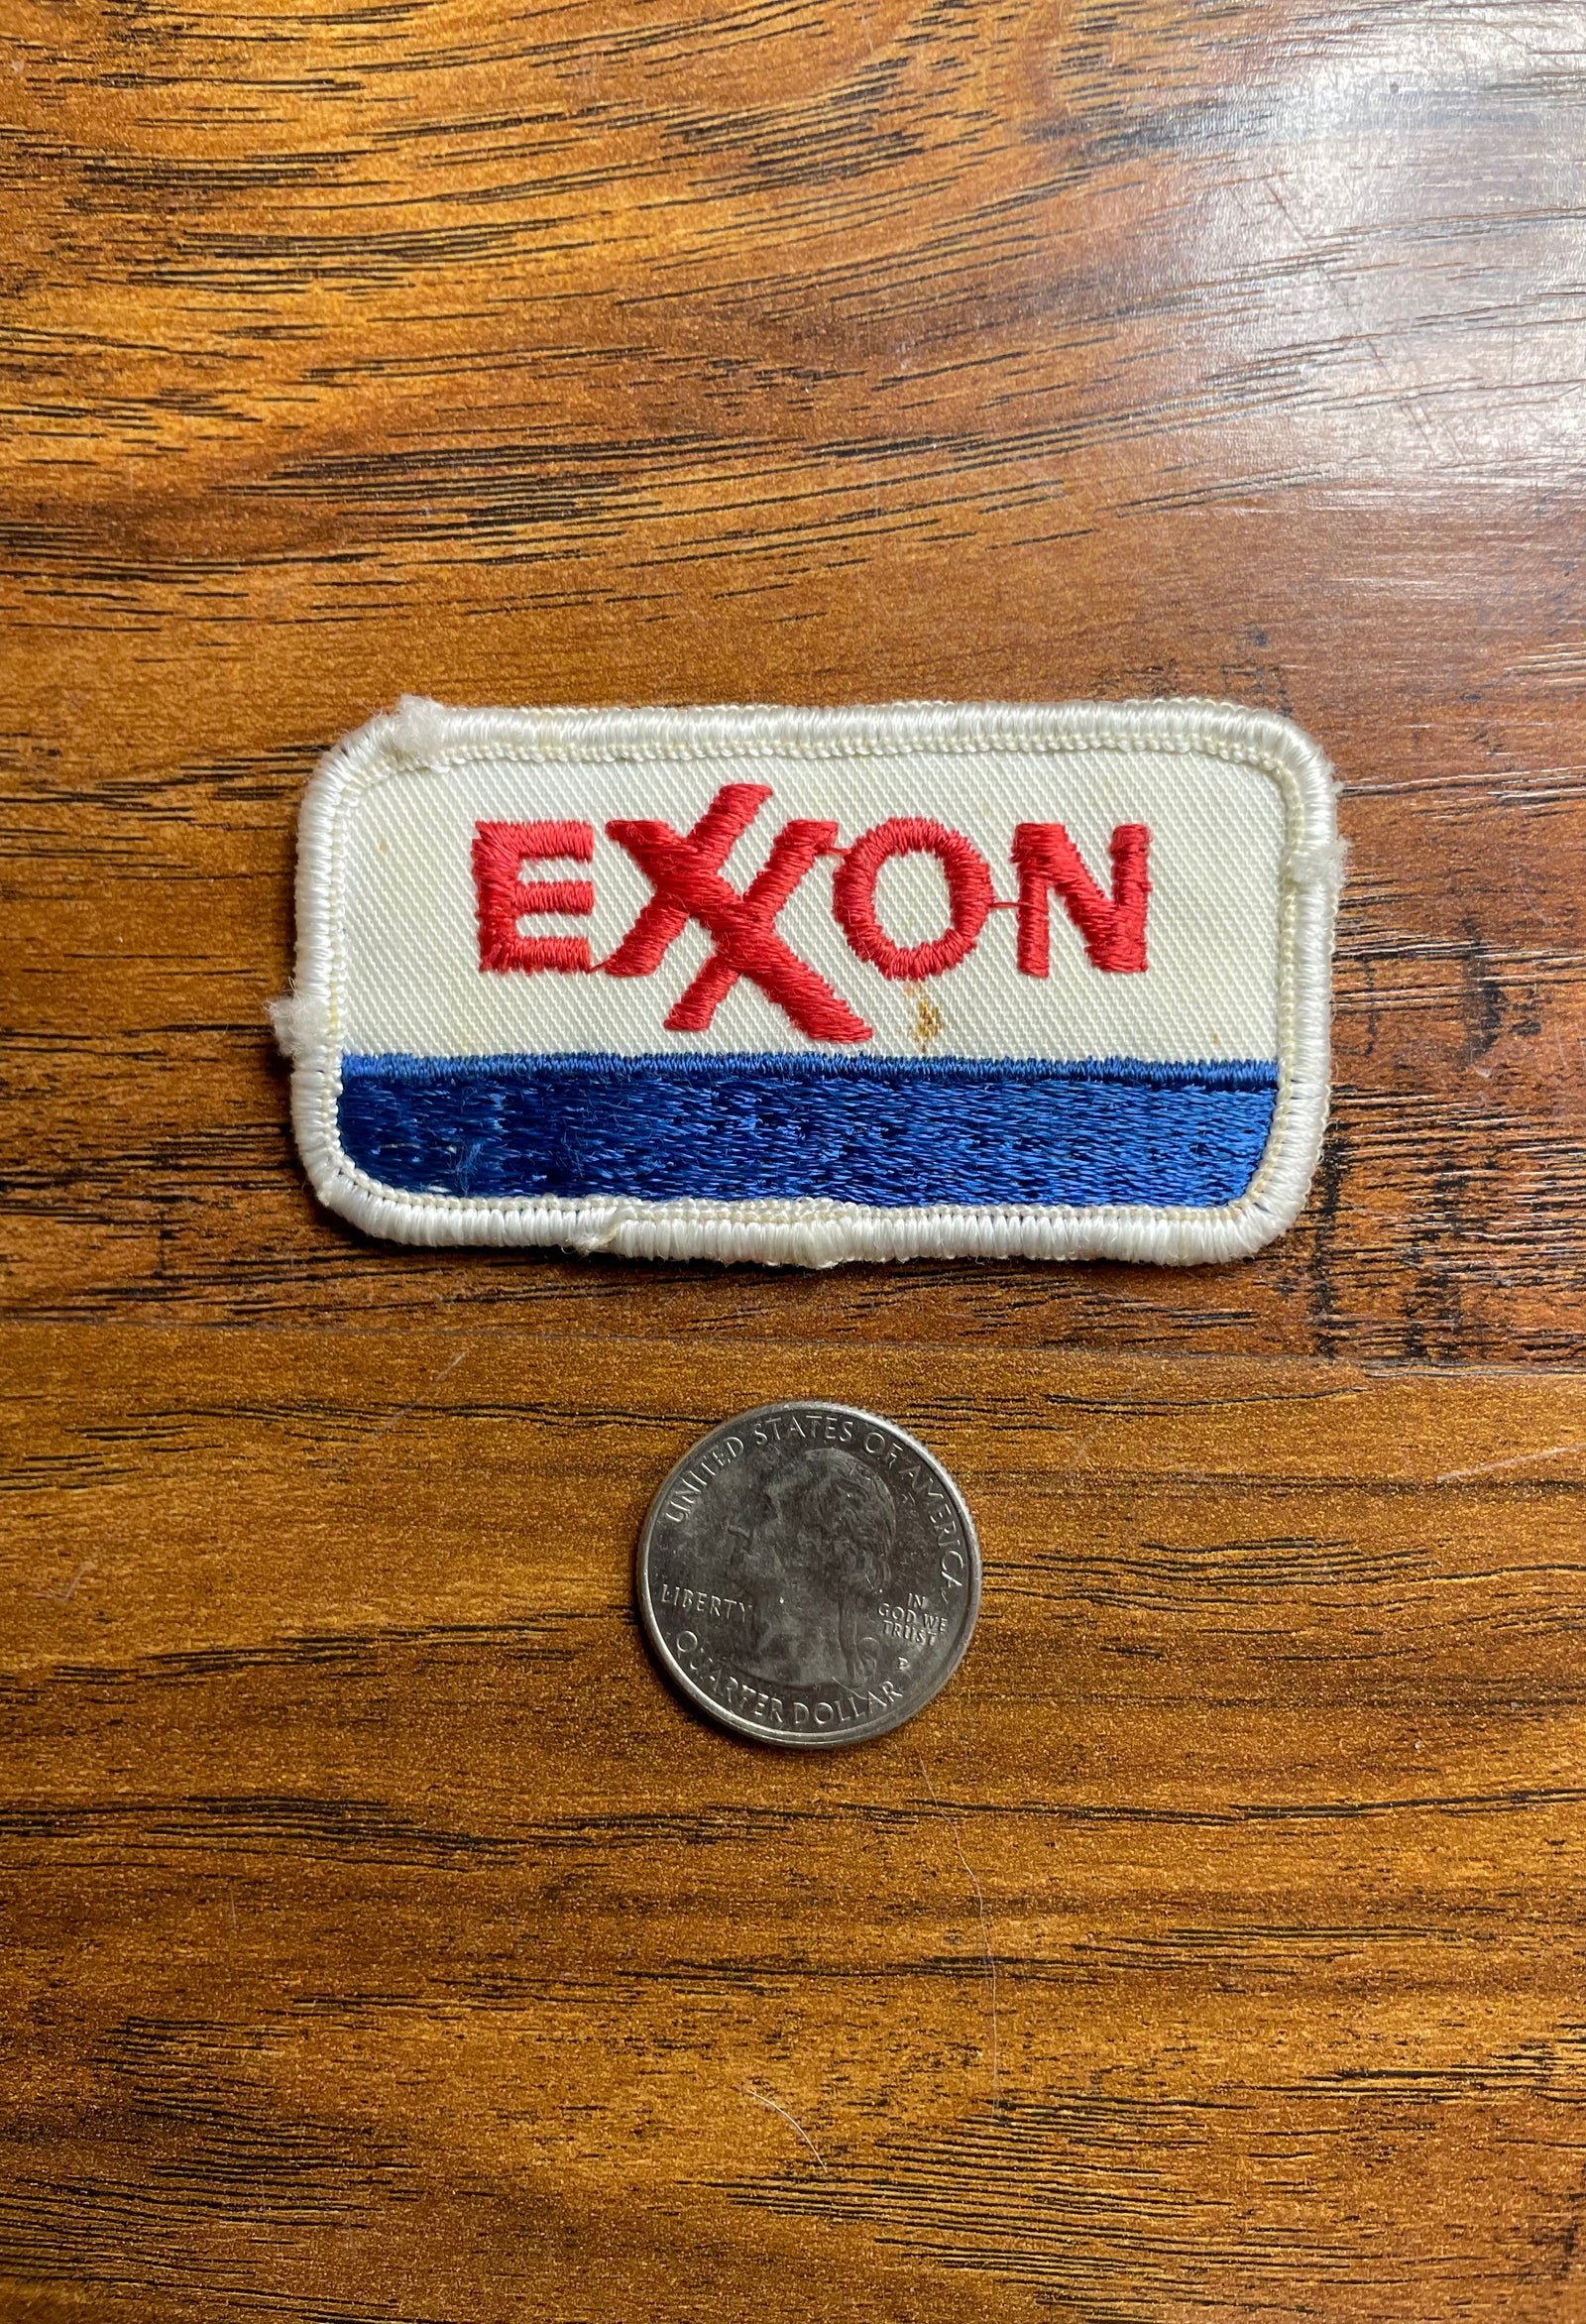 EXXON
UNITED STATES OF AMERICA
LIBERTY
IN
GOD WE
TRUST
P
QUARTER DOLLAR